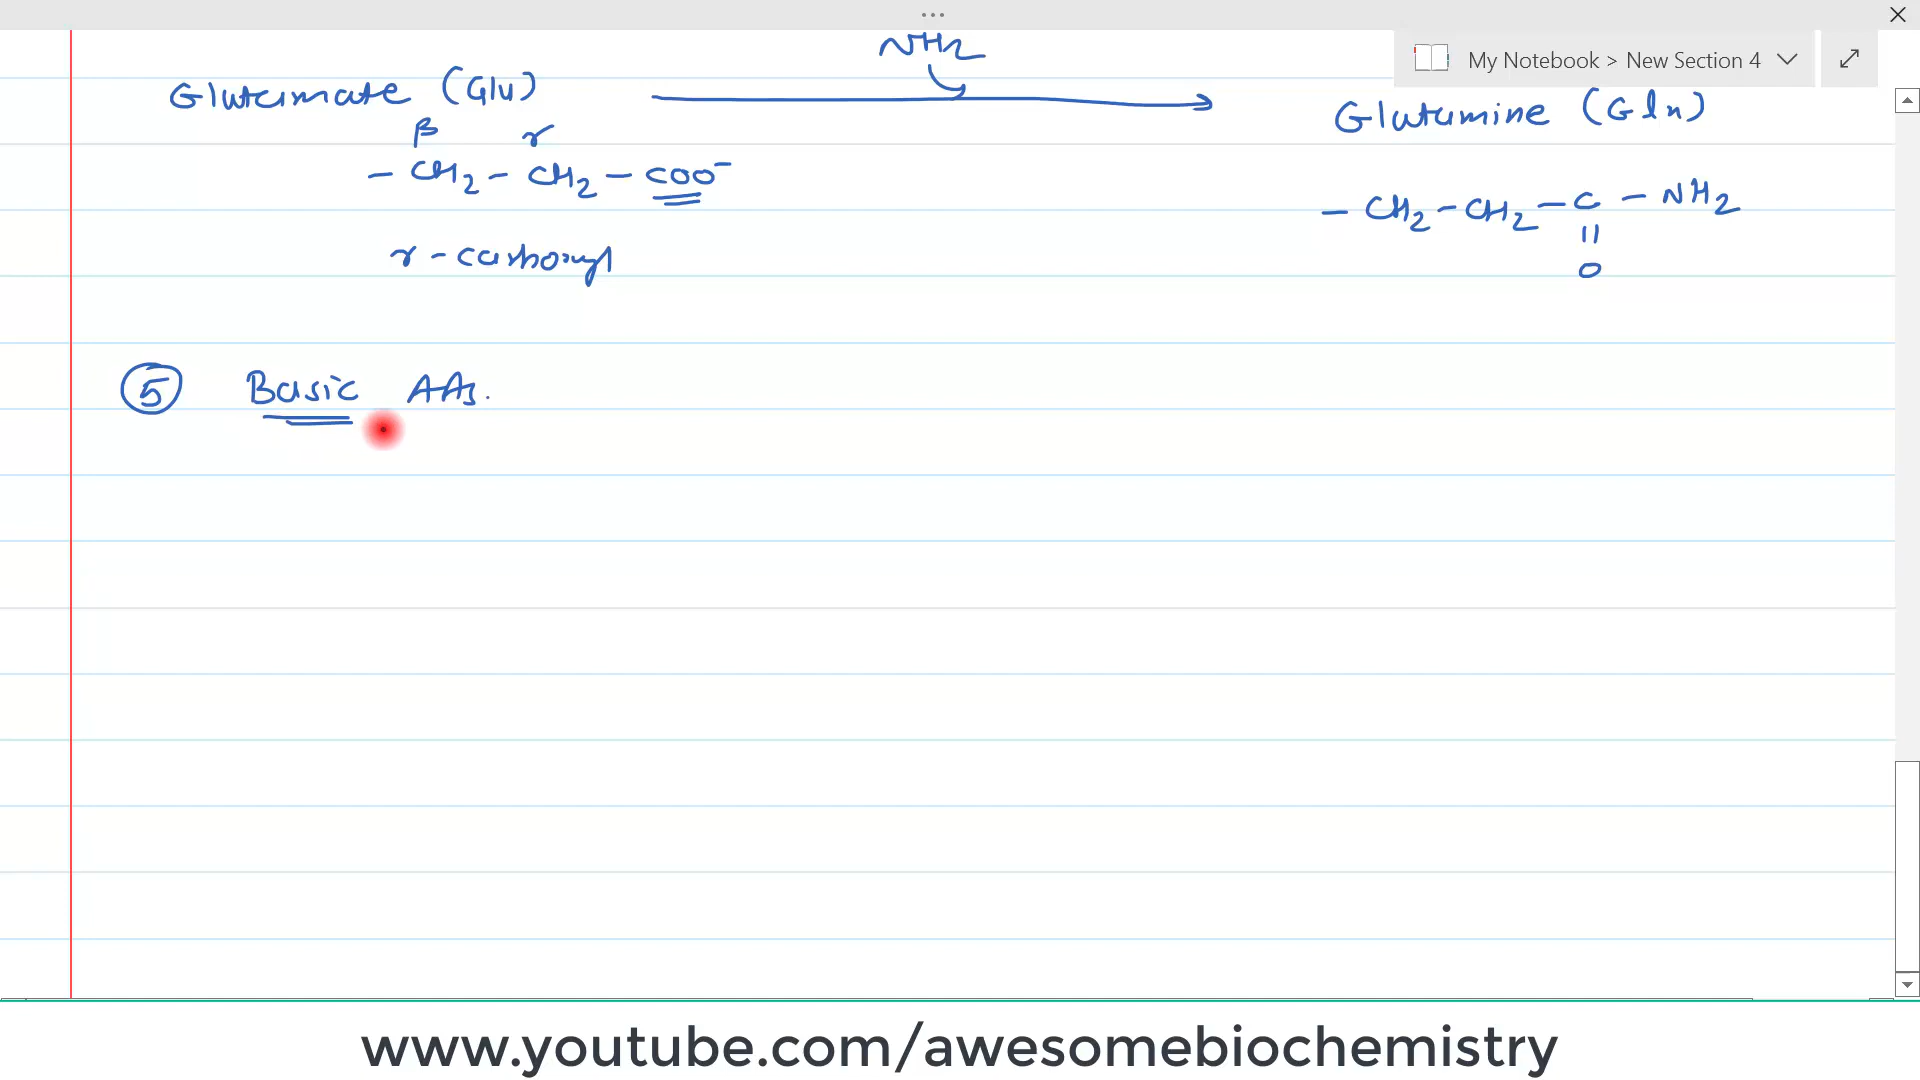 NH2
My Notebook > New Section 4
Glutamate (Glu)
Glutamine (Gln)
β γ
- CH2 - CH2 - COO-
- CH2 - CH2 - C - NH2
γ - carboxyl
O
5 Basic AAs.
www.youtube.com/awesomebiochemistry